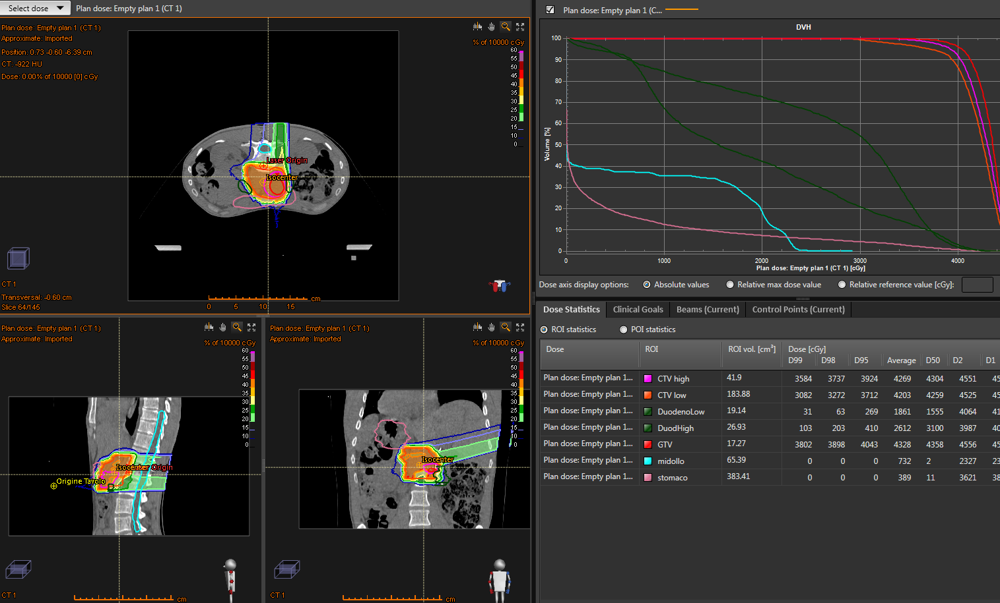 Select dose
Plan dose: Empty plan 1 (CT 1)
Plan dose: Empty plan 1 (CT 1)
Approximate: Imported
Position: 0.73 -0.60 -6.39 cm
CT: -922 HU
Dose: 0.00% of 10000 [0] cGy
% of 10000 cGy
60
55
50
45
40
35
30
25
20
15
10
0
Laser Origin
Isocenter
CT 1
Transversal: -0.60 cm
Slice 64/145
0 5 10 15 cm
Plan dose: Empty plan 1 (CT 1)
Approximate: Imported
% of 10000 cGy
60
55
50
45
40
35
30
25
20
15
10
0
Isocenter Origin
Origine Tavolo
CT 1
cm
Plan dose: Empty plan 1 (CT 1)
Approximate: Imported
% of 10000 cGy
60
55
50
45
40
35
30
25
20
15
10
0
Isocenter
CT 1
cm
Plan dose: Empty plan 1 (C...
DVH
Volume [%]
100
90
80
70
60
50
40
30
20
10
0
0 1000 2000 3000 4000
Plan dose: Empty plan 1 (CT 1) [cGy]
Dose axis display options: Absolute values Relative max dose value Relative reference value [cGy]:
Dose Statistics Clinical Goals Beams (Current) Control Points (Current)
ROI statistics POI statistics
Dose ROI ROI vol. [cm³] Dose [cGy]
D99 D98 D95 Average D50 D2 D1
Plan dose: Empty plan 1... CTV high 41.9 3584 3737 3924 4269 4304 4551 45
Plan dose: Empty plan 1... CTV low 183.88 3082 3272 3712 4203 4259 4525 45
Plan dose: Empty plan 1... DuodenoLow 19.14 31 63 269 1861 1555 4064 41
Plan dose: Empty plan 1... DuodHigh 26.93 103 203 410 2612 3100 3987 40
Plan dose: Empty plan 1... GTV 17.27 3802 3898 4043 4328 4358 4556 45
Plan dose: Empty plan 1... midollo 65.39 0 0 0 732 2 2327 23
Plan dose: Empty plan 1... stomaco 383.41 0 0 0 389 11 3621 38